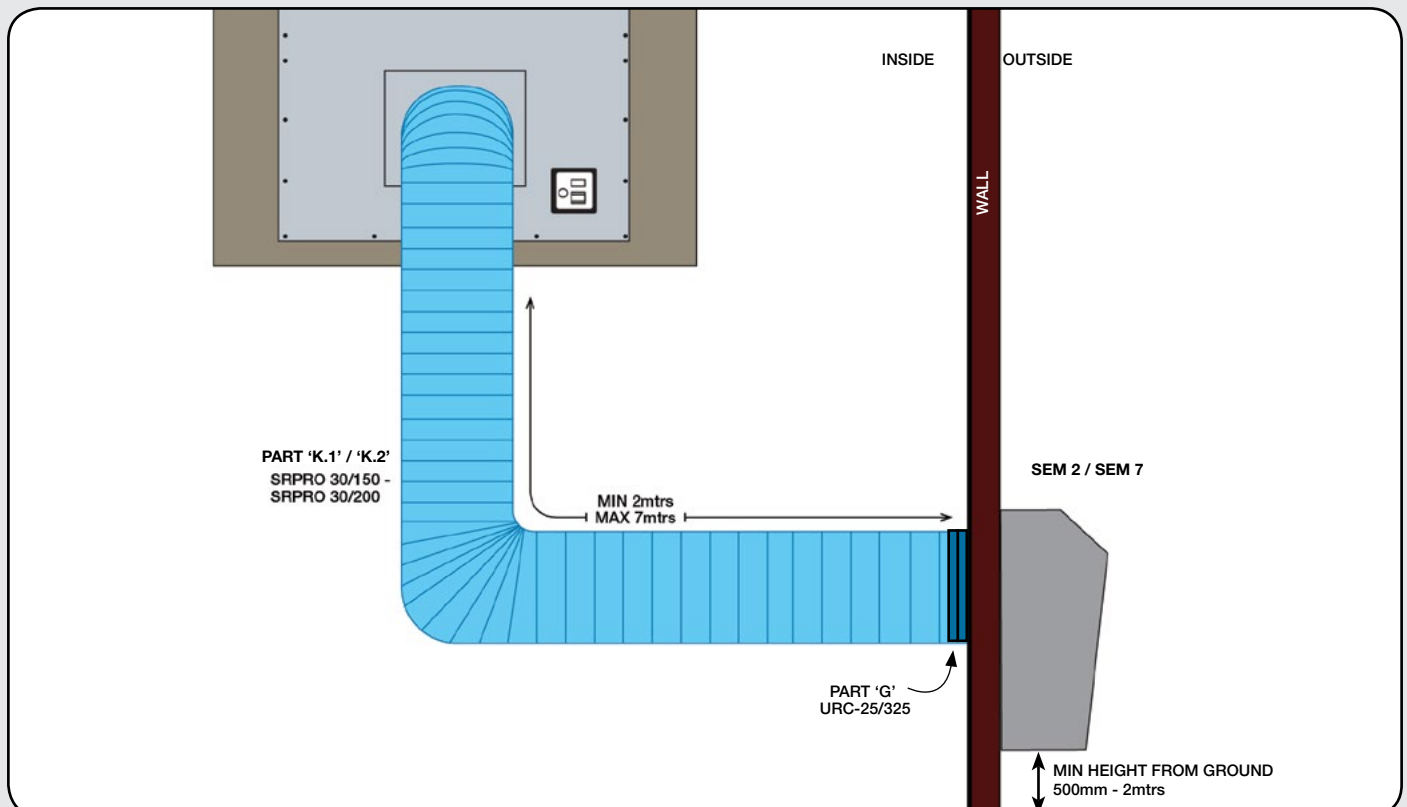 INSIDE
OUTSIDE
WALL
PART ‘K.1’ / ‘K.2’
SRPRO 30/150 -
SRPRO 30/200
MIN 2mtrs
MAX 7mtrs
SEM 2 / SEM 7
PART ‘G’
URC-25/325
MIN HEIGHT FROM GROUND
500mm - 2mtrs